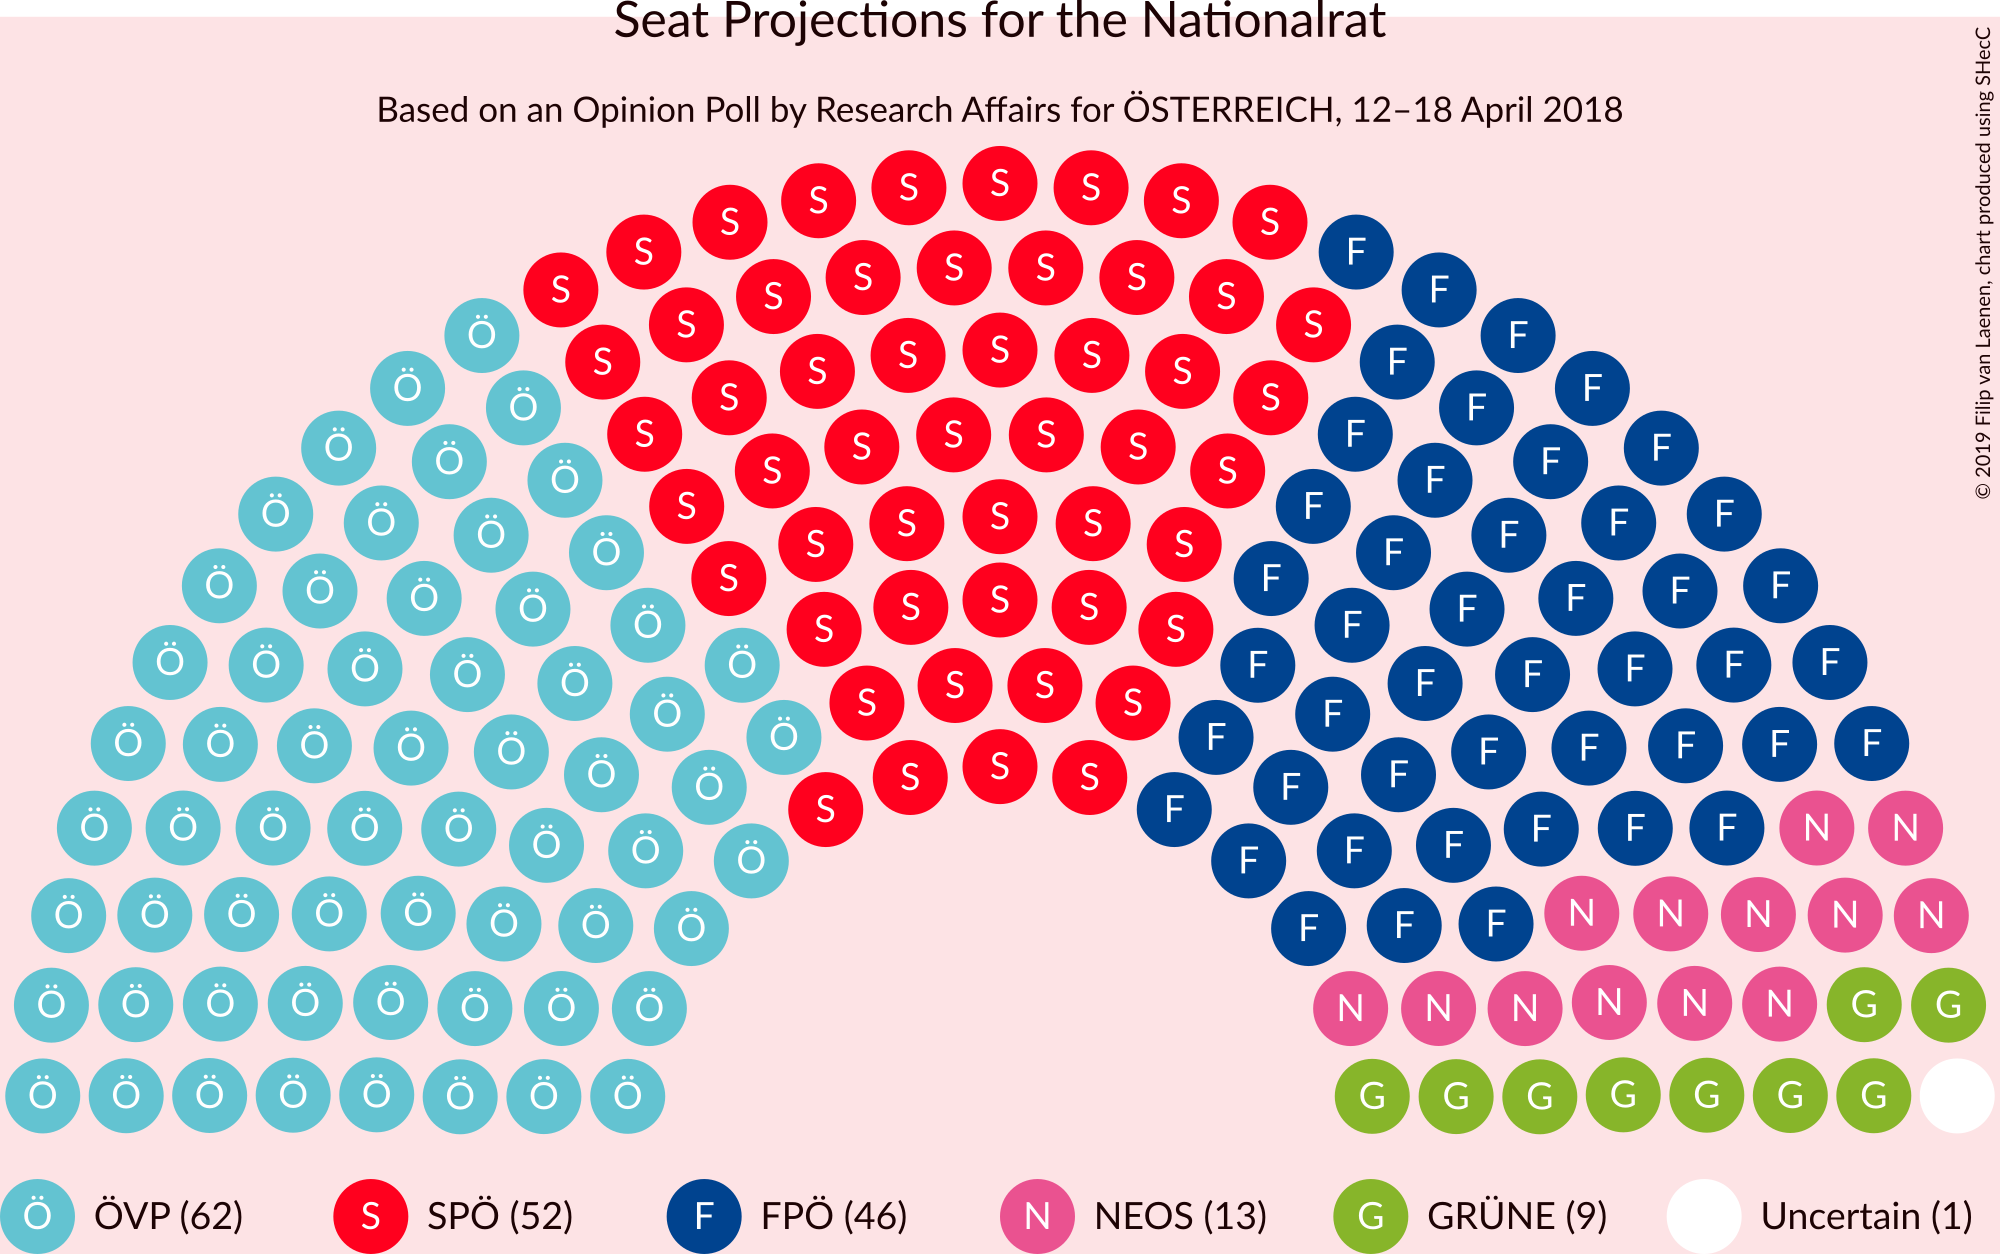 Seat Projections for the Nationalrat
Based on an Opinion Poll by Research Affairs for ÖSTERREICH, 12–18 April 2018
© 2019 Filip van Laenen, chart produced using SHecC
S S S S S S S
S S F
S S S S S S F
Ö S S S F F
Ö S S S S S S F F
Ö Ö S S S S S S F F F
Ö Ö Ö S S F F F
Ö Ö Ö S S S S S F F F F
Ö Ö Ö Ö S S S S F F F F F
Ö Ö Ö Ö Ö S S F F F F F
Ö Ö Ö Ö Ö Ö Ö S S S S F F F F F F F
Ö Ö Ö Ö Ö Ö Ö F F F F F F F
Ö Ö Ö S S S F F F
Ö Ö Ö Ö Ö Ö Ö S F F F F F F N N
Ö Ö F F
Ö Ö Ö Ö Ö Ö Ö Ö F F F N N N N N
Ö Ö Ö Ö Ö Ö Ö Ö N N N N N N G G
Ö Ö Ö Ö Ö Ö Ö Ö G G G G G G G
Ö ÖVP (62) S SPÖ (52) F FPÖ (46) N NEOS (13) G GRÜNE (9) Uncertain (1)